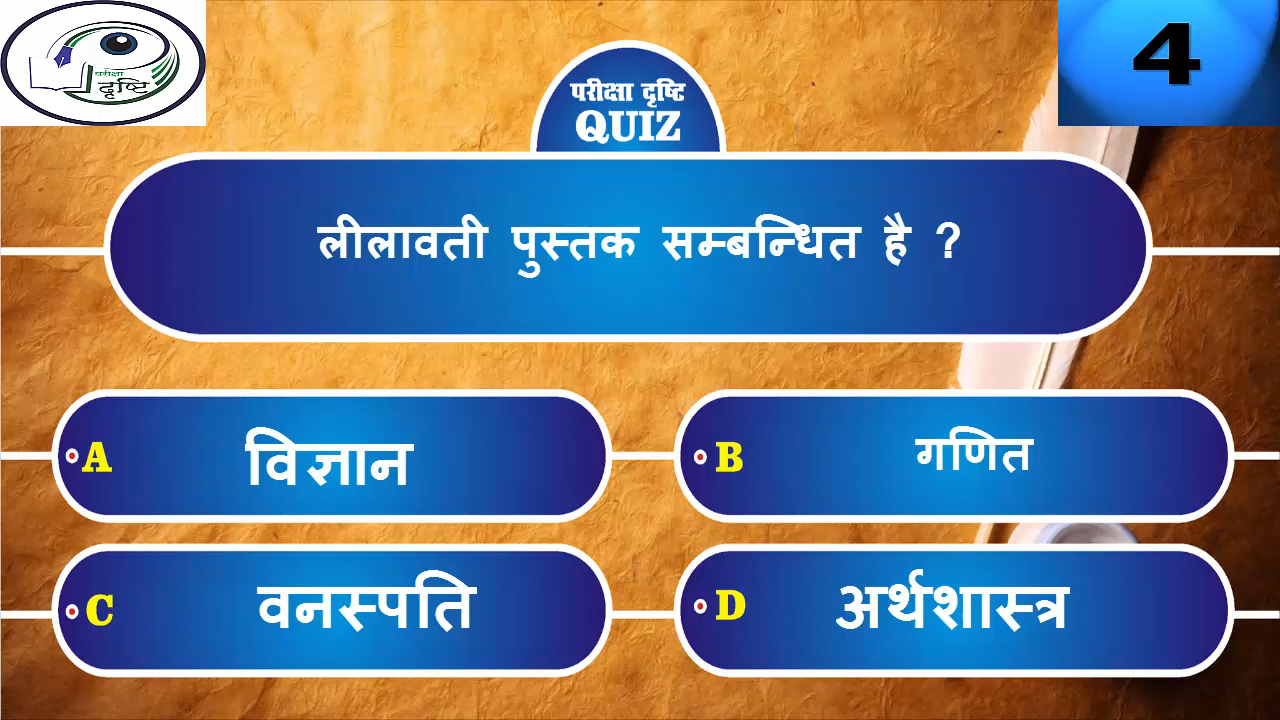 परीक्षा
दृष्टि
4
परीक्षा दृष्टि
QUIZ
लीलावती पुस्तक सम्बन्धित है ?
A विज्ञान
B गणित
C वनस्पति
D अर्थशास्त्र